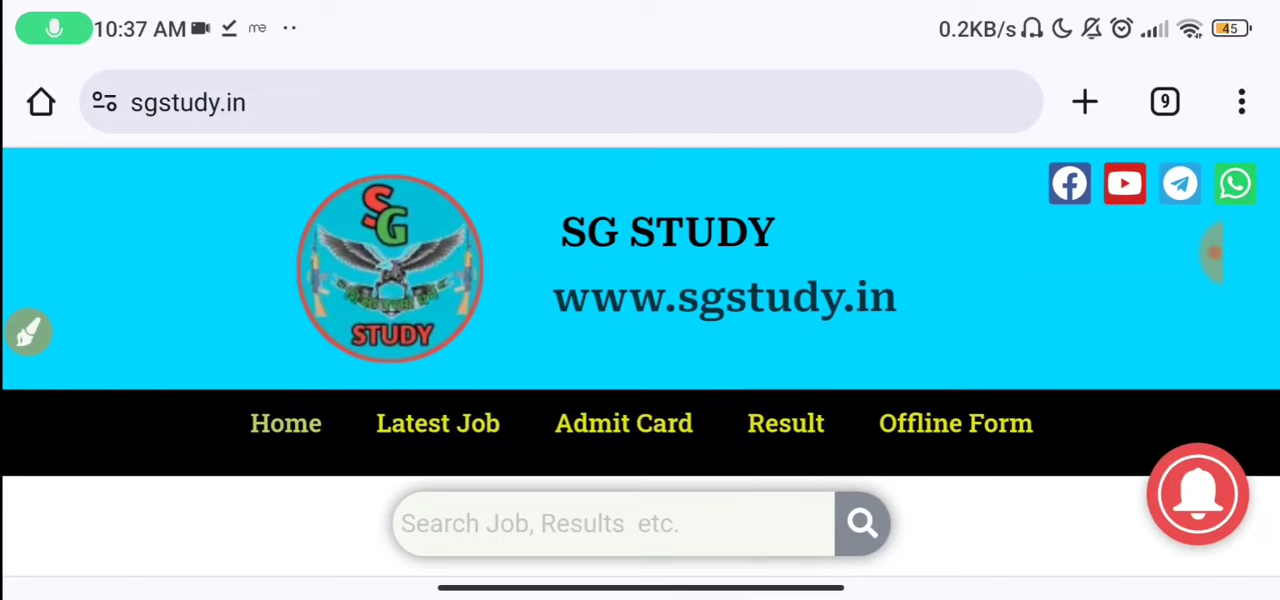 10:37 AM me
0.2KB/s 45
sgstudy.in
9
SG
STUDY
SG STUDY
www.sgstudy.in
Home Latest Job Admit Card Result Offline Form
Search Job, Results etc.